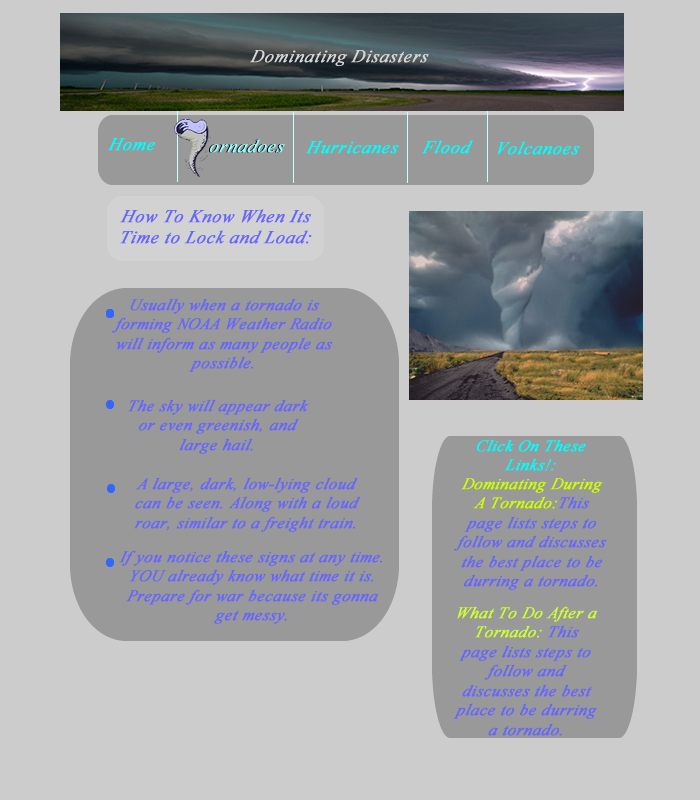 Dominating Disasters
Home
ornadoes
Hurricanes
Flood
Volcanoes
How To Know When Its
Time to Lock and Load:
Usually when a tornado is
forming NOAA Weather Radio
will inform as many people as
possible.
The sky will appear dark
or even greenish, and
large hail.
A large, dark, low-lying cloud
can be seen. Along with a loud
roar, similar to a freight train.
If you notice these signs at any time.
YOU already know what time it is.
Prepare for war because its gonna
get messy.
Click On These
Links!:
Dominating During
A Tornado:This
page lists steps to
follow and discusses
the best place to be
durring a tornado.
What To Do After a
Tornado: This
page lists steps to
follow and
discusses the best
place to be durring
a tornado.